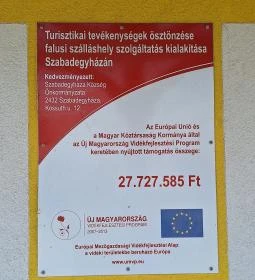 Turisztikai tevékenységek ösztönzése
falusi szálláshely szolgáltatás kialakítása
Szabadegyházán
Kedvezményezett:
Szabadegyháza Község
Önkormányzata
2432 Szabadegyháza,
Kossuth u. 12.
Az Európai Unió és
a Magyar Köztársaság Kormánya által
az Új Magyarország Vidékfejlesztési Program
keretében nyújtott támogatás összege:
27.727.585 Ft
ÚJ MAGYARORSZÁG
VIDÉKFEJLESZTÉSI PROGRAM
2007-2013
Európai Mezőgazdasági Vidékfejlesztési Alap:
a vidéki területekbe beruházó Európa
www.umvp.eu